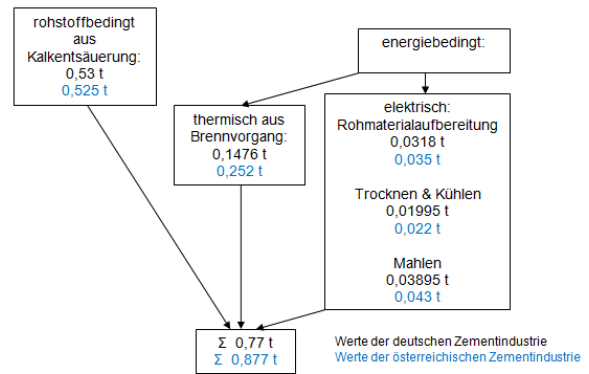 rohstoffbedingt
aus
Kalkentsäuerung:
0,53 t
0,525 t
energiebedingt:
thermisch aus
Brennvorgang:
0,1476 t
0,252 t
elektrisch:
Rohmaterialaufbereitung
0,0318 t
0,035 t
Trocknen & Kühlen
0,01995 t
0,022 t
Mahlen
0,03895 t
0,043 t
Σ 0,77 t
Σ 0,877 t
Werte der deutschen Zementindustrie
Werte der österreichischen Zementindustrie